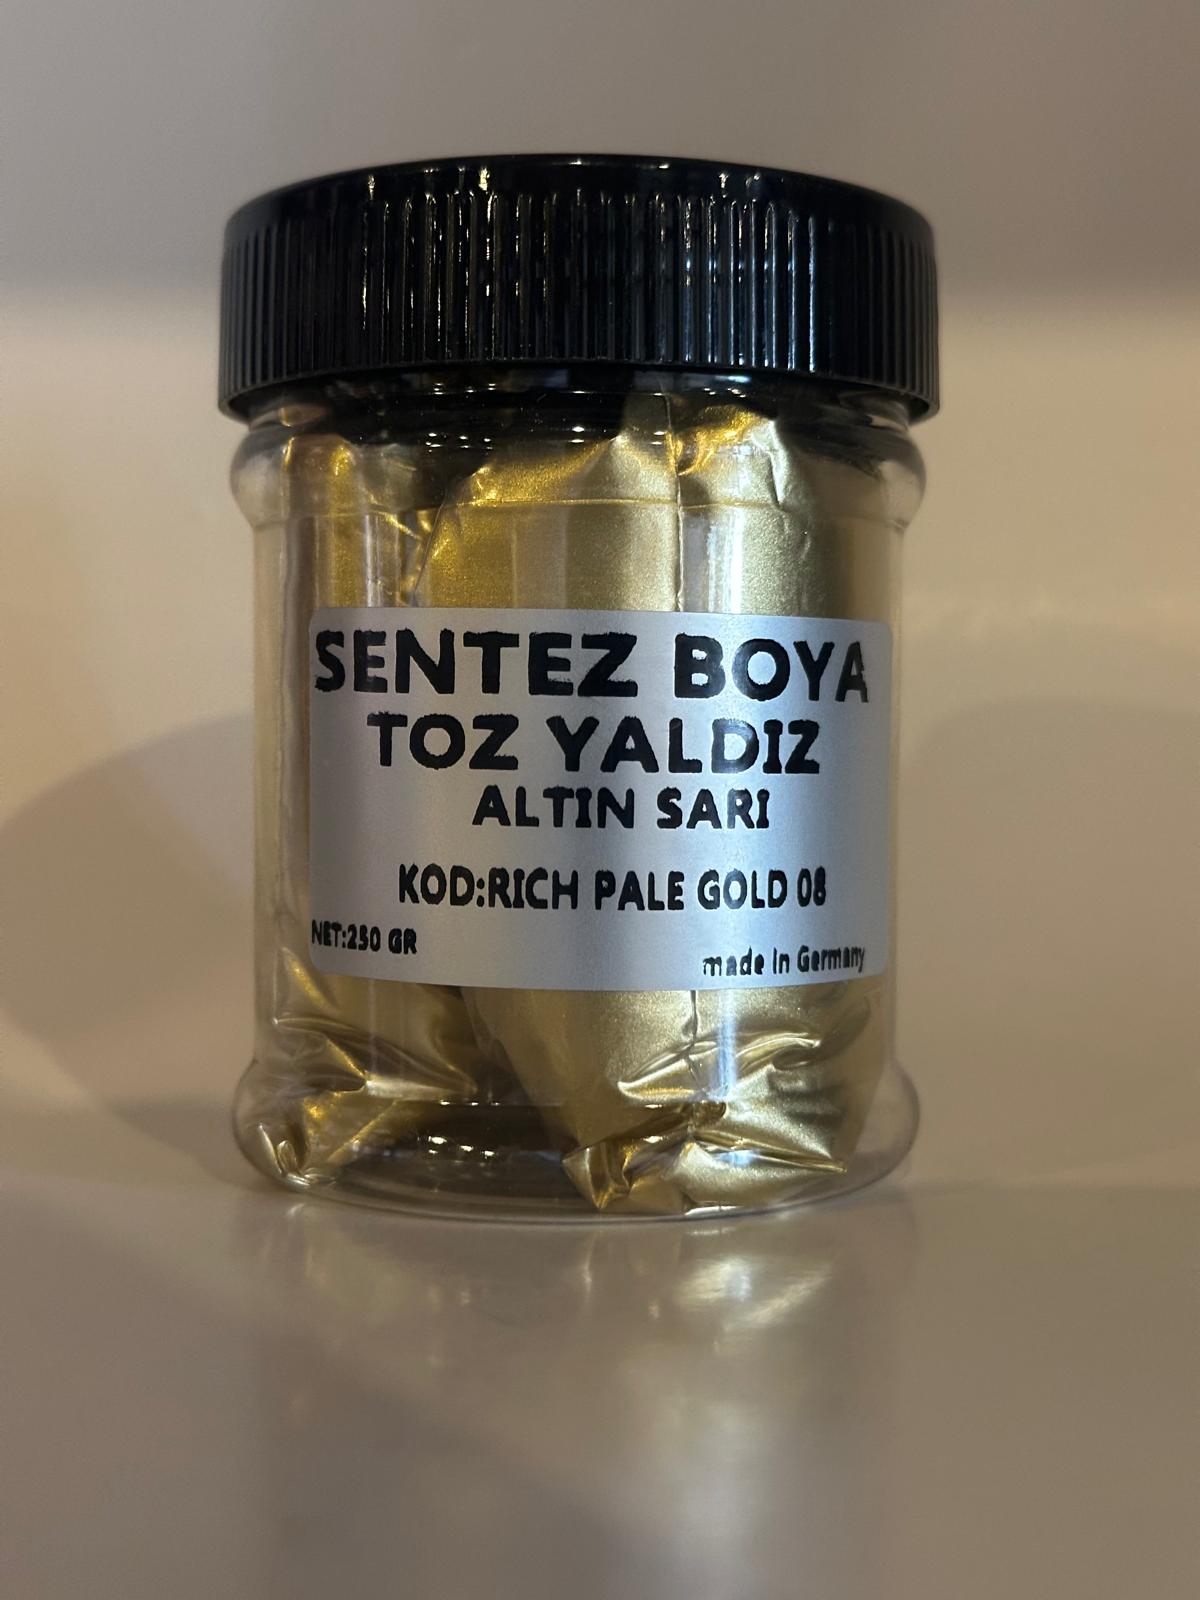 SENTEZ BOYA
TOZ YALDIZ
ALTIN SARI
KOD:RICH PALE GOLD 08
NET:250 GR
made in Germany